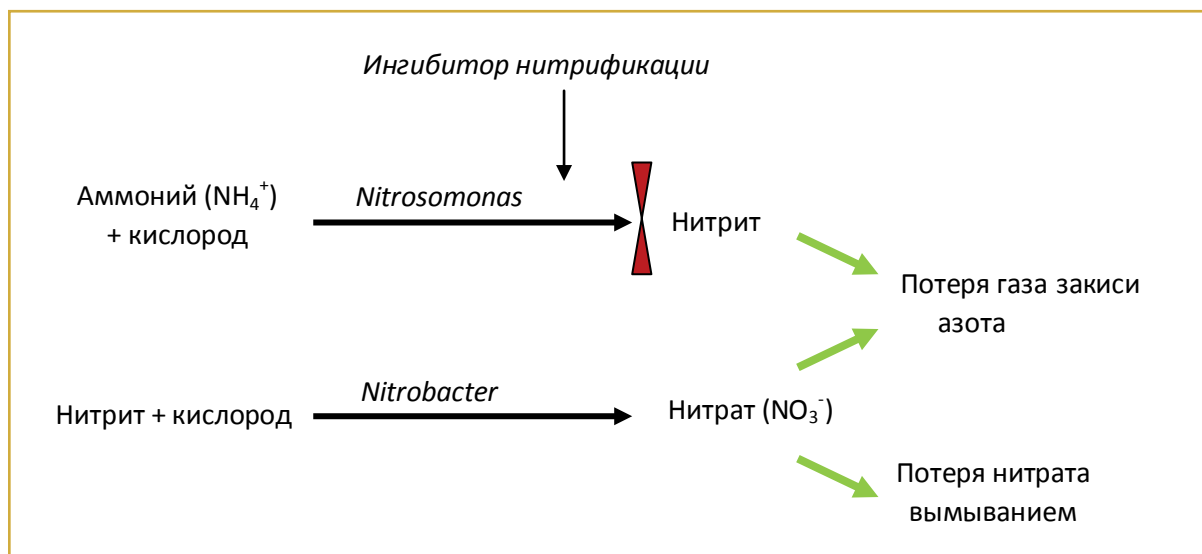 Ингибитор нитрификации
Аммоний (NH₄⁺)
+ кислород
Nitrosomonas
Нитрит
Потеря газа закиси
азота
Нитрит + кислород
Nitrobacter
Нитрат (NO₃⁻)
Потеря нитрата
вымыванием